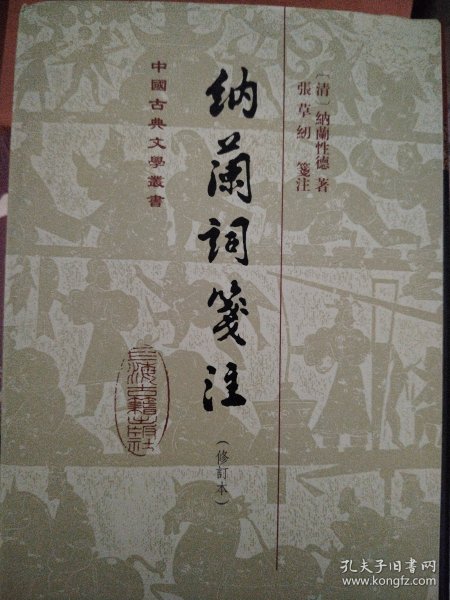 中國古典文學叢書
納蘭詞箋注
（修訂本）
〔清〕納蘭性德 著
張草紉 箋注
上海古籍出版社
孔夫子旧书网
www.kongfz.com